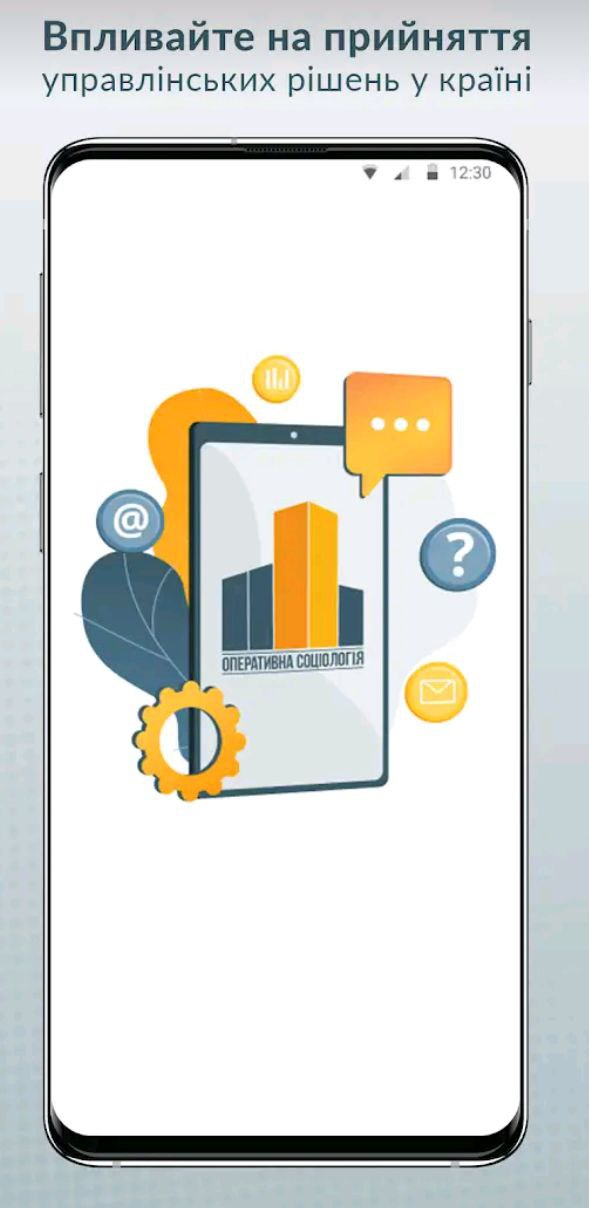 Впливайте на прийняття
управлінських рішень у країні
12:30
@
?
ОПЕРАТИВНА СОЦІОЛОГІЯ